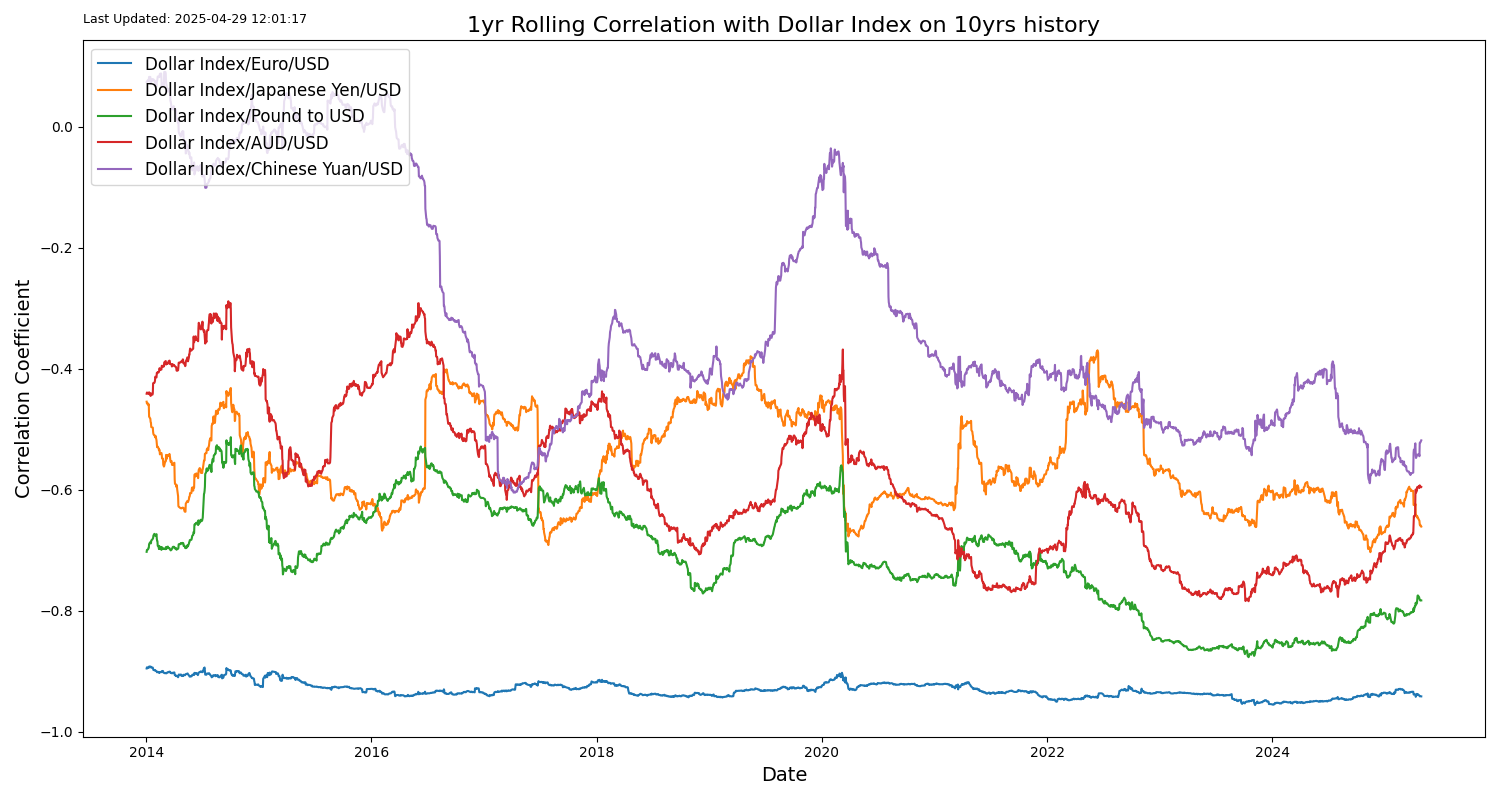 Last Updated: 2025-04-29 12:01:17
1yr Rolling Correlation with Dollar Index on 10yrs history
Dollar Index/Euro/USD
Dollar Index/Japanese Yen/USD
Dollar Index/Pound to USD
Dollar Index/AUD/USD
Dollar Index/Chinese Yuan/USD
Correlation Coefficient
0.0
−0.2
−0.4
−0.6
−0.8
−1.0
2014
2016
2018
2020
2022
2024
Date